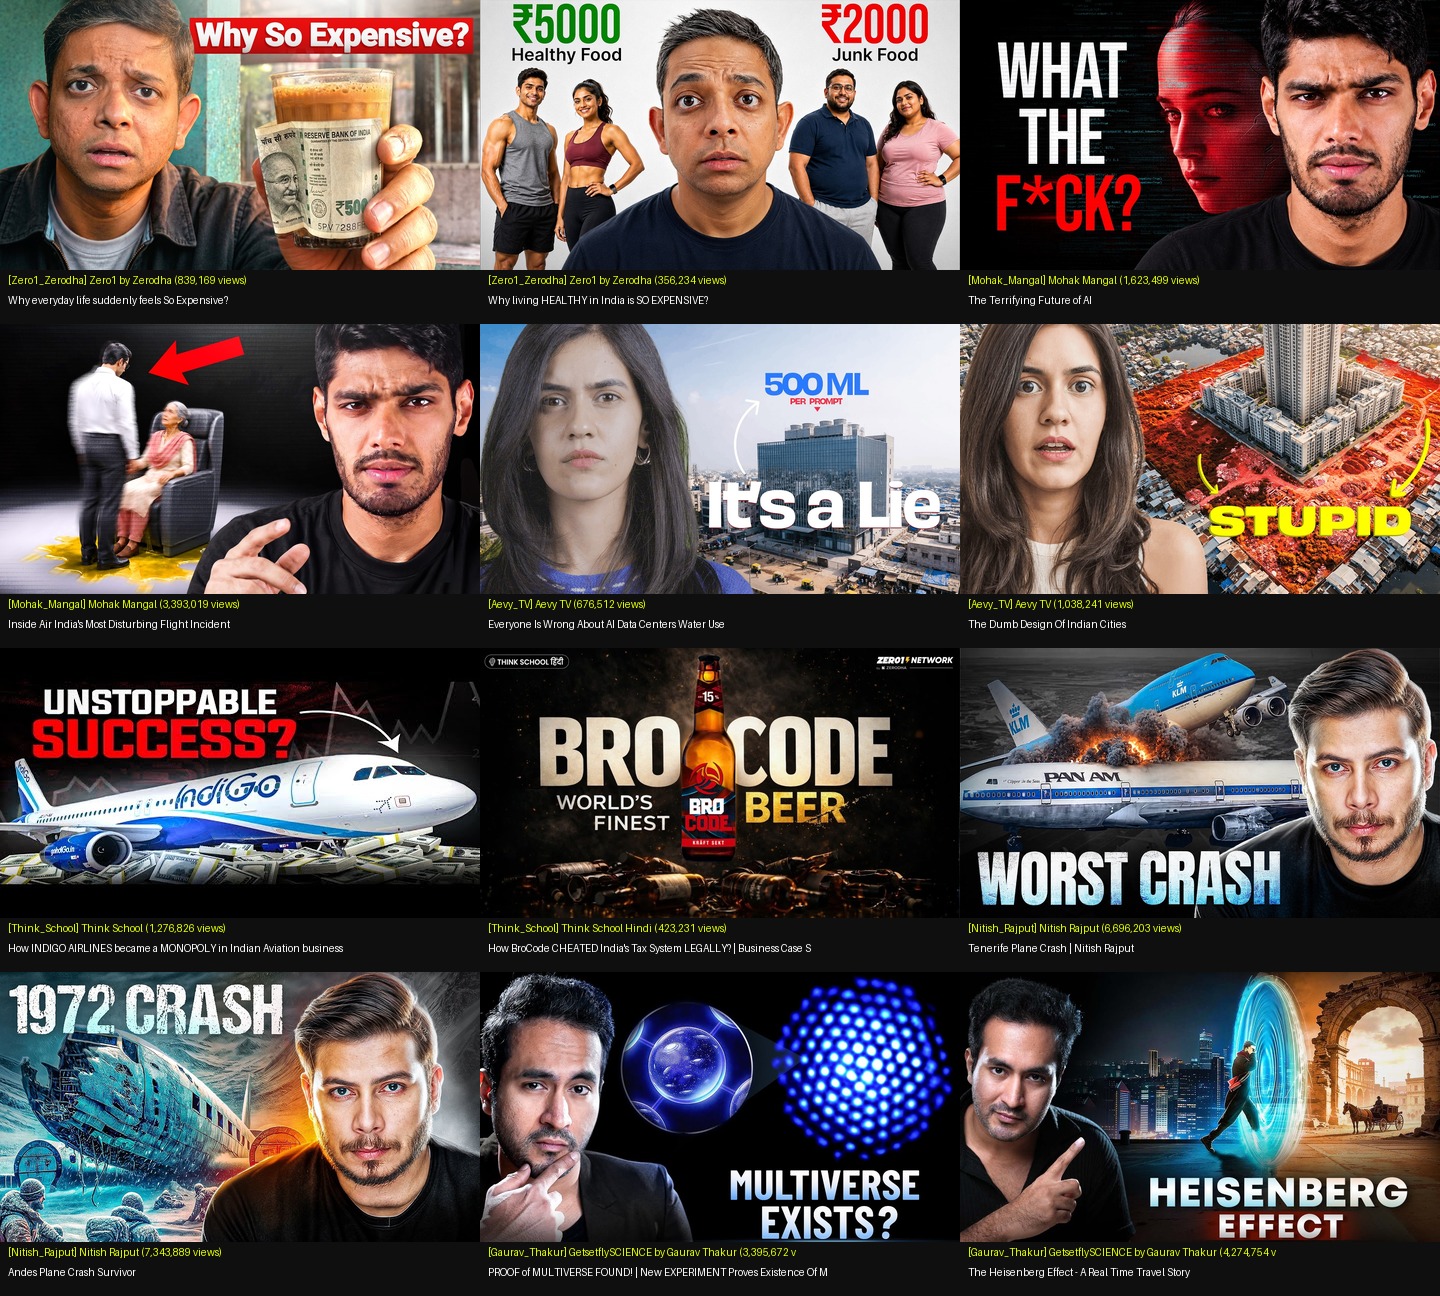 Why So Expensive?
पाँच सौ रुपये
RESERVE BANK OF INDIA
₹500
[Zero1_Zerodha] Zero1 by Zerodha (839,169 views)
Why everyday life suddenly feels So Expensive?
₹5000
Healthy Food
₹2000
Junk Food
[Zero1_Zerodha] Zero1 by Zerodha (356,234 views)
Why living HEALTHY in India is SO EXPENSIVE?
WHAT
THE
F*CK?
[Mohak_Mangal] Mohak Mangal (1,623,499 views)
The Terrifying Future of AI
[Mohak_Mangal] Mohak Mangal (3,393,019 views)
Inside Air India's Most Disturbing Flight Incident
500 ML
PER PROMPT
It's a Lie
[Aevy_TV] Aevy TV (676,512 views)
Everyone Is Wrong About AI Data Centers Water Use
STUPID
[Aevy_TV] Aevy TV (1,038,241 views)
The Dumb Design Of Indian Cities
UNSTOPPABLE
SUCCESS?
IndiGo
[Think_School] Think School (1,276,826 views)
How INDIGO AIRLINES became a MONOPOLY in Indian Aviation business
THINK SCHOOL हिंदी
ZERO1 NETWORK
by ZERODHA
15%
BRO CODE
WORLD'S
FINEST
BEER
BRO
CODE
KRÄFT SEKT
[Think_School] Think School Hindi (423,231 views)
How BroCode CHEATED India's Tax System LEGALLY? | Business Case S
KLM
KLM
PAN AM
WORST CRASH
[Nitish_Rajput] Nitish Rajput (6,696,203 views)
Tenerife Plane Crash | Nitish Rajput
1972 CRASH
[Nitish_Rajput] Nitish Rajput (7,343,889 views)
Andes Plane Crash Survivor
MULTIVERSE
EXISTS?
[Gaurav_Thakur] GetsetflySCIENCE by Gaurav Thakur (3,395,672 v
PROOF of MULTIVERSE FOUND! | New EXPERIMENT Proves Existence Of M
HEISENBERG
EFFECT
[Gaurav_Thakur] GetsetflySCIENCE by Gaurav Thakur (4,274,754 v
The Heisenberg Effect - A Real Time Travel Story